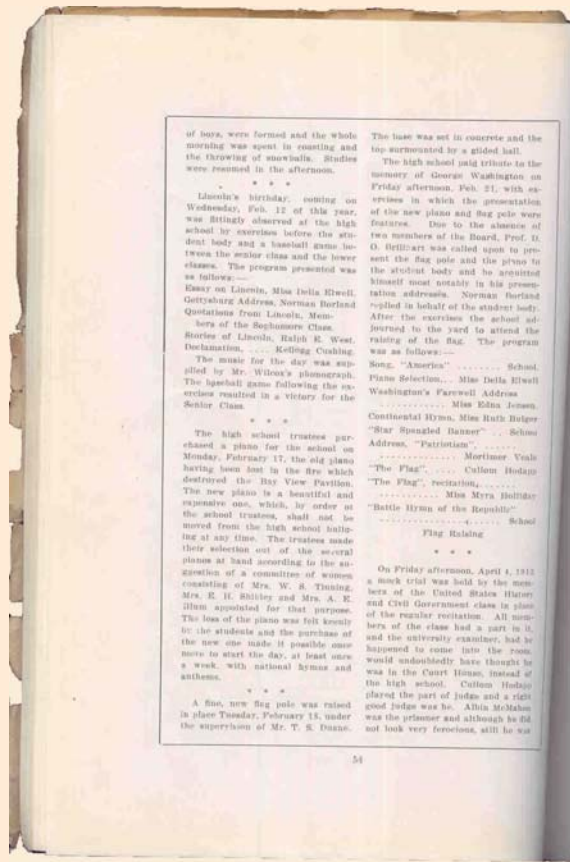 of boys, were formed and the whole
morning was spent in coasting and
the throwing of snowballs. Studies
were resumed in the afternoon.
* * *
Lincoln's birthday, coming on
Wednesday, Feb. 12 of this year,
was fittingly observed at the high
school by exercises before the stu-
dent body and a baseball game be-
tween the senior class and the lower
classes. The program presented was
as follows:—
Essay on Lincoln, Miss Della Elwell.
Gettysburg Address, Norman Borland
Quotations from Lincoln, Mem-
bers of the Sophomore Class.
Stories of Lincoln, Ralph E. West.
Declamation, .... Kellogg Cushing.
The music for the day was sup-
plied by Mr. Wilcox's phonograph.
The baseball game following the ex-
ercises resulted in a victory for the
Senior Class.
* * *
The high school trustees pur-
chased a piano for the school on
Monday, February 17, the old piano
having been lost in the fire which
destroyed the Bay View Pavilion.
The new piano is a beautiful and
expensive one, which, by order of
the school trustees, shall not be
moved from the high school build-
ing at any time. The trustees made
their selection out of the several
pianos at hand according to the su-
ggestion of a committee of women
consisting of Mrs. W. S. Tinning,
Mrs. E. H. Shibley and Mrs. A. E.
appointed for that purpose.
The loss of the piano was felt keenly
by the students and the purchase of
the new one made it possible once
more to start the day, at least once
a week, with national hymns and
anthems.
* * *
A fine, new flag pole was raised
in place Tuesday, February 18, under
the supervision of Mr. T. S. Duane.
The base was set in concrete and the
top surmounted by a glided ball.
The high school paid tribute to the
memory of George Washington on
Friday afternoon, Feb. 21, with ex-
ercises in which the presentation
of the new piano and flag pole were
features. Due to the absence of
two members of the Board, Prof. D.
O. Brillhart was called upon to pre-
sent the flag pole and the piano to
the student body and he acquitted
himself most notably in his presen-
tation addresses. Norman Borland
replied in behalf of the student body.
After the exercises the school ad-
journed to the yard to attend the
raising of the flag. The program
was as follows:—
Song, "America" ........ School.
Piano Selection... Miss Della Elwell
Washington's Farewell Address
............. Miss Edna Jensen.
Continental Hymn, Miss Ruth Bulger
"Star Spangled Banner" .. School
Address, "Patriotism", ......
.............. Mortimer Veale
"The Flag", ..... Cullom Hodapp
"The Flag", recitation, ......
.............. Miss Myra Holliday
"Battle Hymn of the Republic"
..................... School
Flag Raising
* * *
On Friday afternoon, April 4, 1913
a mock trial was held by the mem-
bers of the United States History
and Civil Government class in place
of the regular recitation. All mem-
bers of the class had a part in it,
and the university examiner, had he
happened to come into the room
would undoubtedly have thought he
was in the Court House, instead of
the high school. Cullom Hodapp
played the part of judge and a right
good judge was he. Albin McMahon
was the prisoner and although he did
not look very ferocious, still he was
54